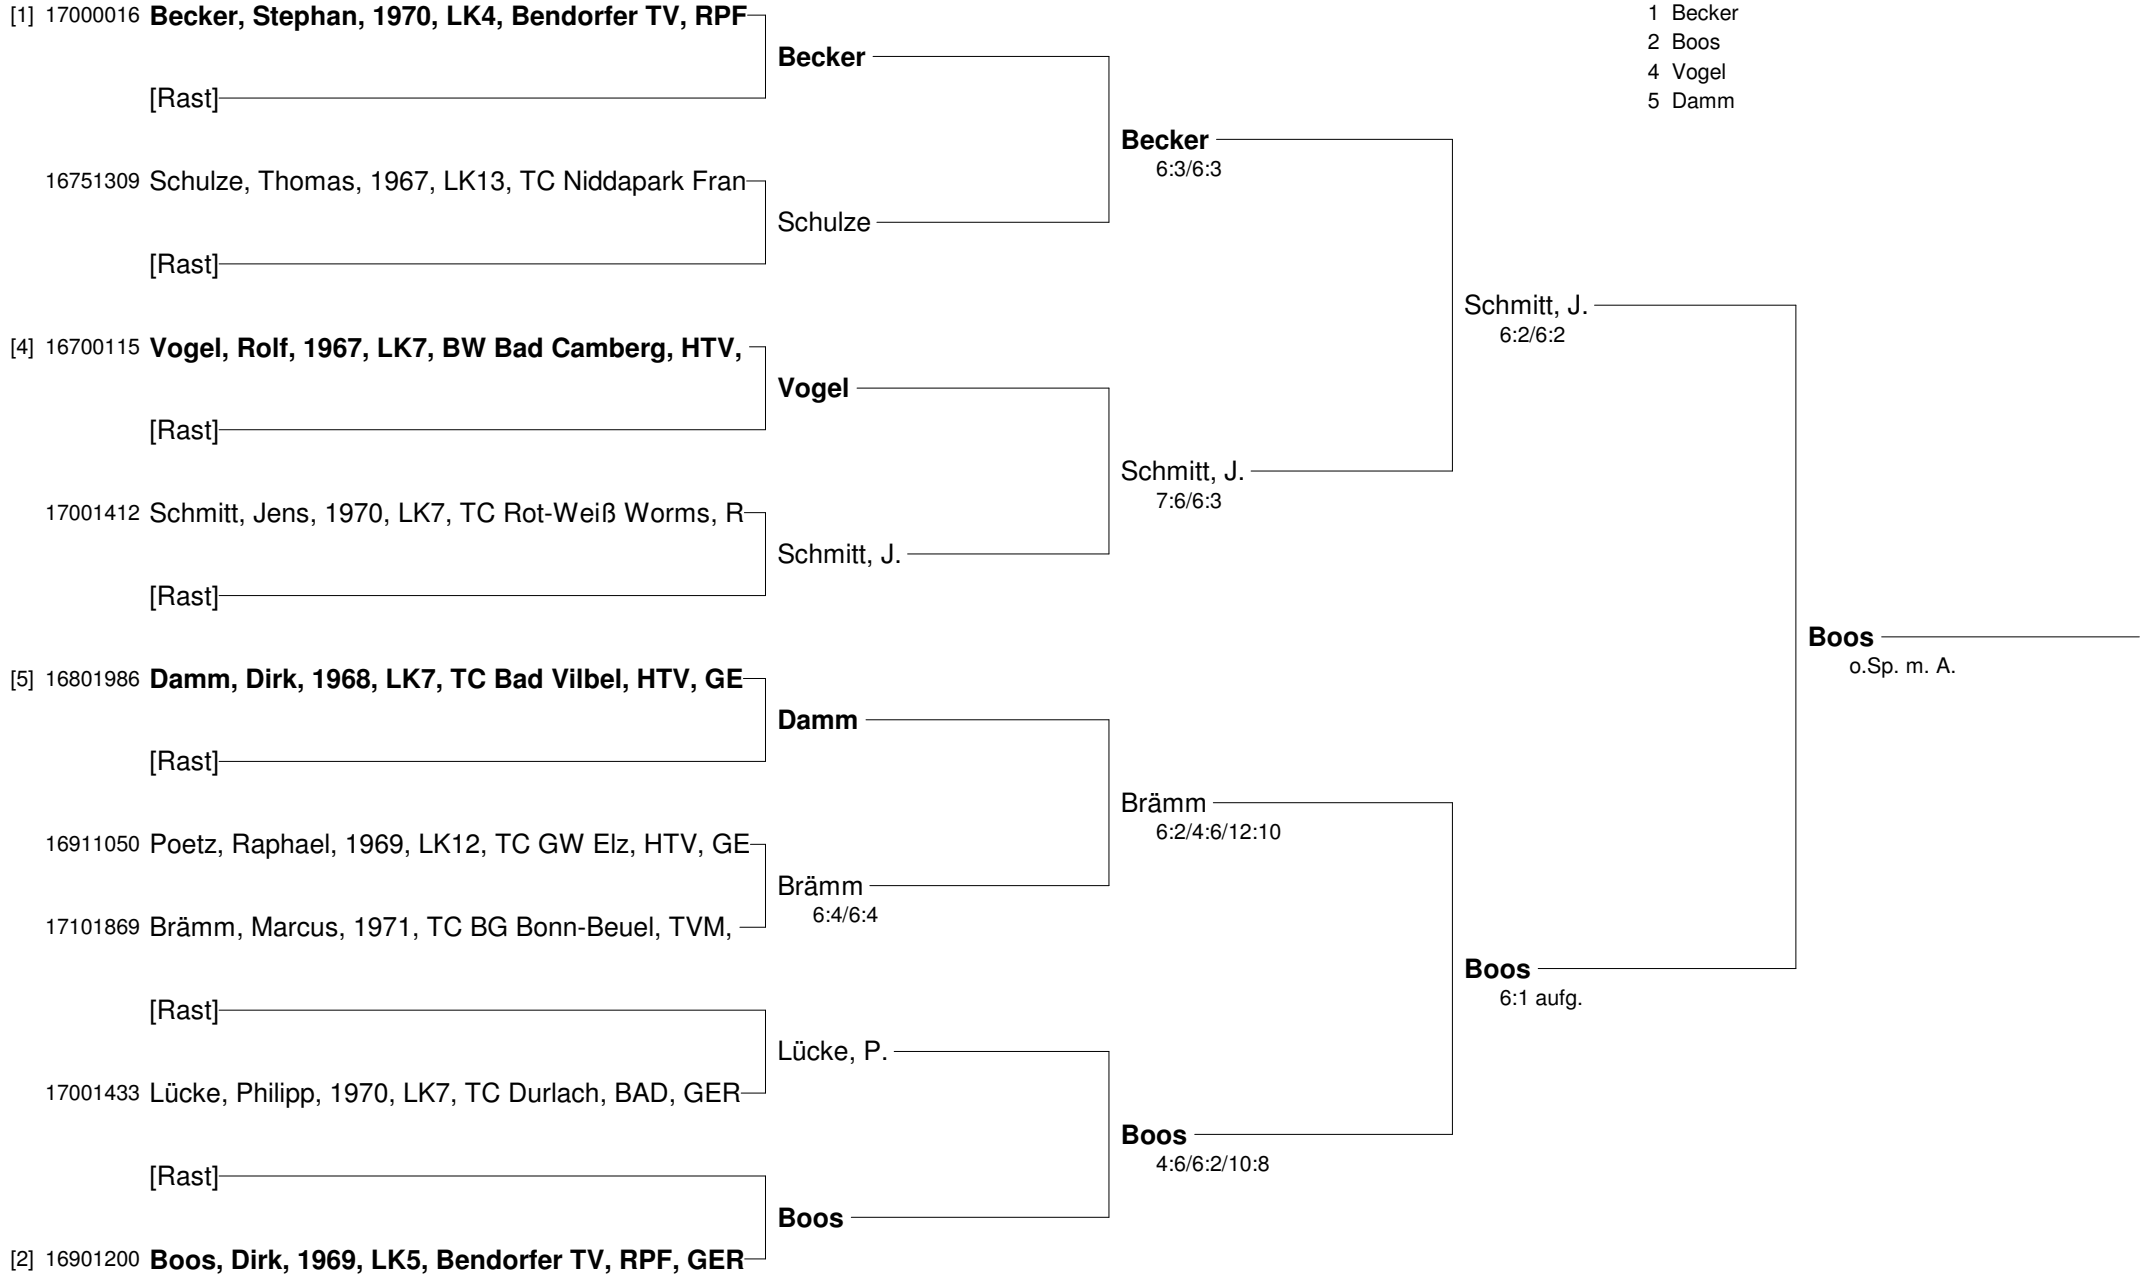 [1] 17000016 Becker, Stephan, 1970, LK4, Bendorfer TV, RPF
[Rast]
16751309 Schulze, Thomas, 1967, LK13, TC Niddapark Fran
[Rast]
[4] 16700115 Vogel, Rolf, 1967, LK7, BW Bad Camberg, HTV,
[Rast]
17001412 Schmitt, Jens, 1970, LK7, TC Rot-Weiß Worms, R
[Rast]
[5] 16801986 Damm, Dirk, 1968, LK7, TC Bad Vilbel, HTV, GE
[Rast]
16911050 Poetz, Raphael, 1969, LK12, TC GW Elz, HTV, GE
17101869 Brämm, Marcus, 1971, TC BG Bonn-Beuel, TVM,
[Rast]
17001433 Lücke, Philipp, 1970, LK7, TC Durlach, BAD, GER
[Rast]
[2] 16901200 Boos, Dirk, 1969, LK5, Bendorfer TV, RPF, GER
Becker
Schulze
Vogel
Schmitt, J.
Damm
Brämm
6:4/6:4
Lücke, P.
Boos
Becker
6:3/6:3
Schmitt, J.
7:6/6:3
Brämm
6:2/4:6/12:10
Boos
4:6/6:2/10:8
Schmitt, J.
6:2/6:2
Boos
6:1 aufg.
Boos
o.Sp. m. A.
1 Becker
2 Boos
4 Vogel
5 Damm